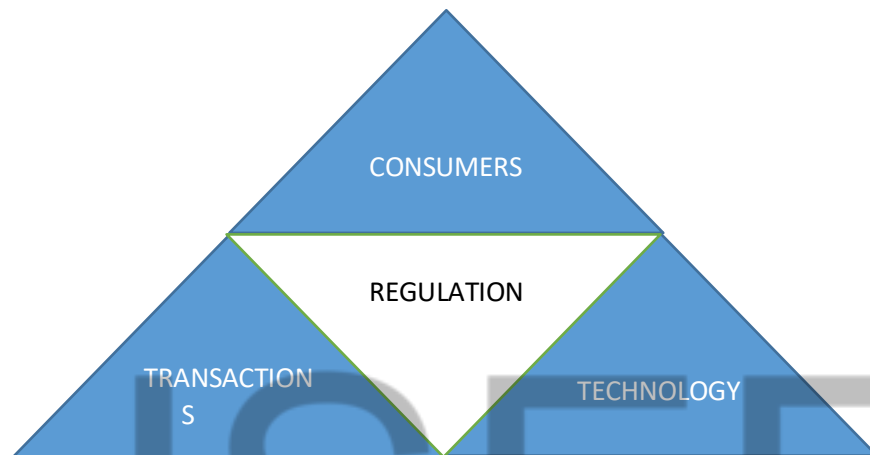 CONSUMERS
REGULATION
TRANSACTION
S
TECHNOLOGY